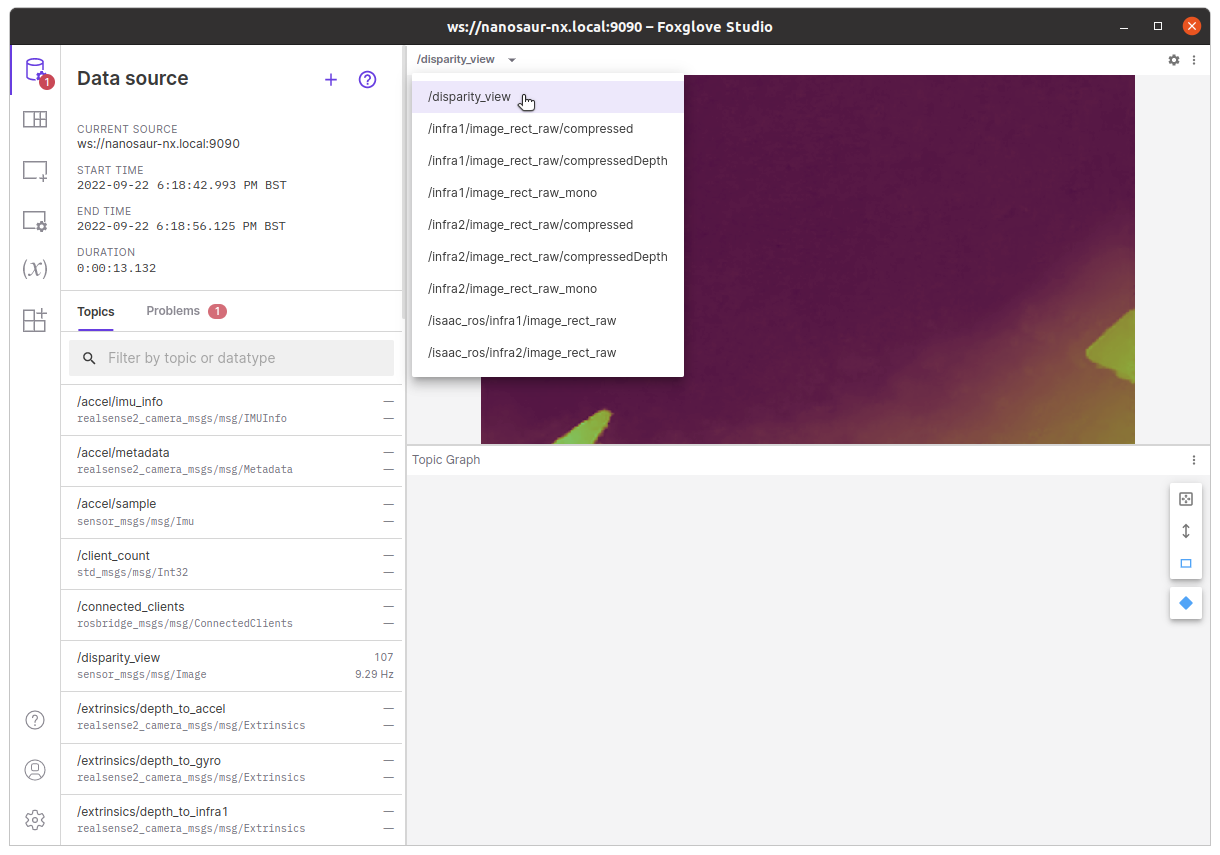 ws://nanosaur-nx.local:9090 – Foxglove Studio
1
Data source
CURRENT SOURCE
ws://nanosaur-nx.local:9090
START TIME
2022-09-22 6:18:42.993 PM BST
END TIME
2022-09-22 6:18:56.125 PM BST
DURATION
0:00:13.132
Topics Problems 1
Filter by topic or datatype
/accel/imu_info —
realsense2_camera_msgs/msg/IMUInfo —
/accel/metadata —
realsense2_camera_msgs/msg/Metadata —
/accel/sample —
sensor_msgs/msg/Imu —
/client_count —
std_msgs/msg/Int32 —
/connected_clients —
rosbridge_msgs/msg/ConnectedClients —
/disparity_view 107
sensor_msgs/msg/Image 9.29 Hz
/extrinsics/depth_to_accel —
realsense2_camera_msgs/msg/Extrinsics —
/extrinsics/depth_to_gyro —
realsense2_camera_msgs/msg/Extrinsics —
/extrinsics/depth_to_infra1 —
realsense2_camera_msgs/msg/Extrinsics —
(x)
?
/disparity_view
/disparity_view
/infra1/image_rect_raw/compressed
/infra1/image_rect_raw/compressedDepth
/infra1/image_rect_raw_mono
/infra2/image_rect_raw/compressed
/infra2/image_rect_raw/compressedDepth
/infra2/image_rect_raw_mono
/isaac_ros/infra1/image_rect_raw
/isaac_ros/infra2/image_rect_raw
Topic Graph